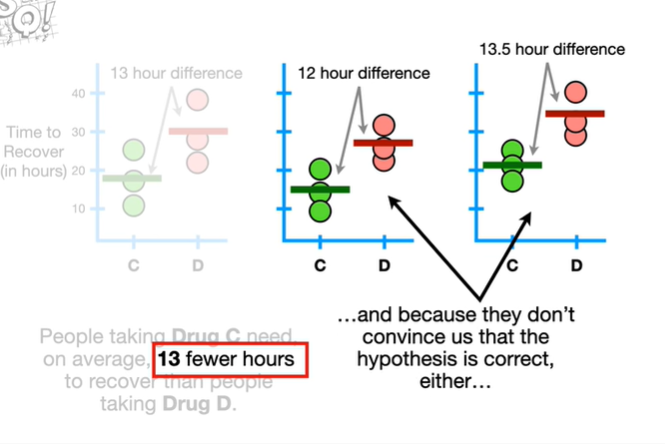 Q!
13 hour difference
12 hour difference
13.5 hour difference
40
30
20
10
Time to
Recover
(in hours)
C D
C D
C D
People taking Drug C need,
on average, 13 fewer hours
to recover than people
taking Drug D.
…and because they don’t
convince us that the
hypothesis is correct,
either…